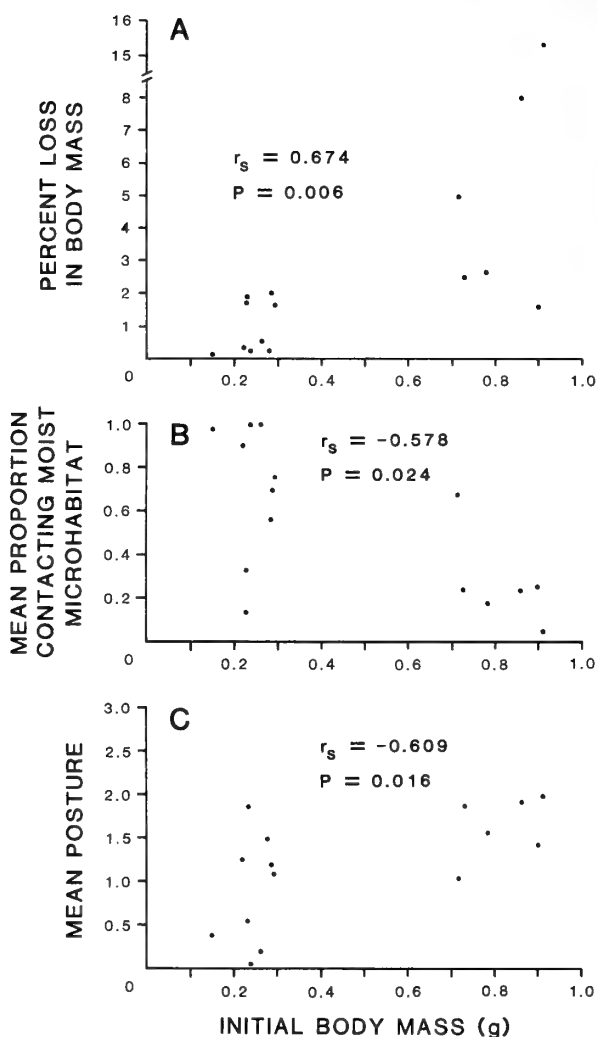 A
16
15
8
7
6
5
4
3
2
1
0
0.2
0.4
0.6
0.8
1.0
PERCENT LOSS
IN BODY MASS
rs = 0.674
P = 0.006
B
1.0
0.8
0.6
0.4
0.2
0
0.2
0.4
0.6
0.8
1.0
MEAN PROPORTION
CONTACTING MOIST
MICROHABITAT
rs = -0.578
P = 0.024
C
3.0
2.5
2.0
1.5
1.0
0.5
0
0.2
0.4
0.6
0.8
1.0
MEAN POSTURE
rs = -0.609
P = 0.016
INITIAL BODY MASS (g)